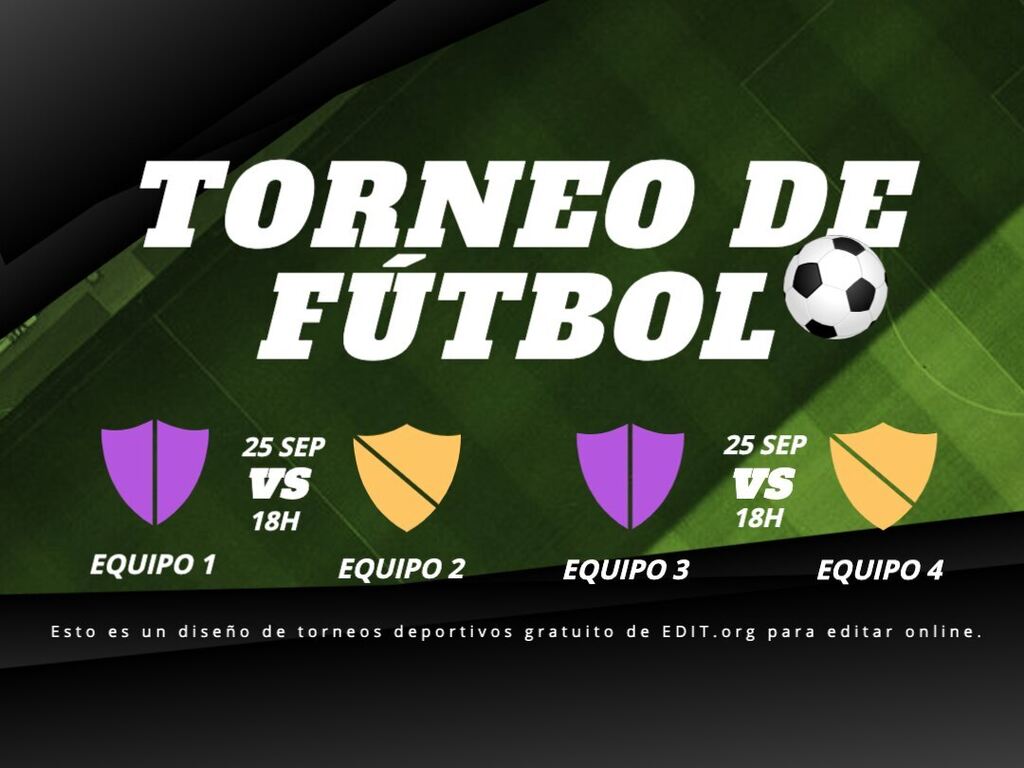 TORNEO DE
FÚTBOL
25 SEP
VS
18H
EQUIPO 1
EQUIPO 2
25 SEP
VS
18H
EQUIPO 3
EQUIPO 4
Esto es un diseño de torneos deportivos gratuito de EDIT.org para editar online.